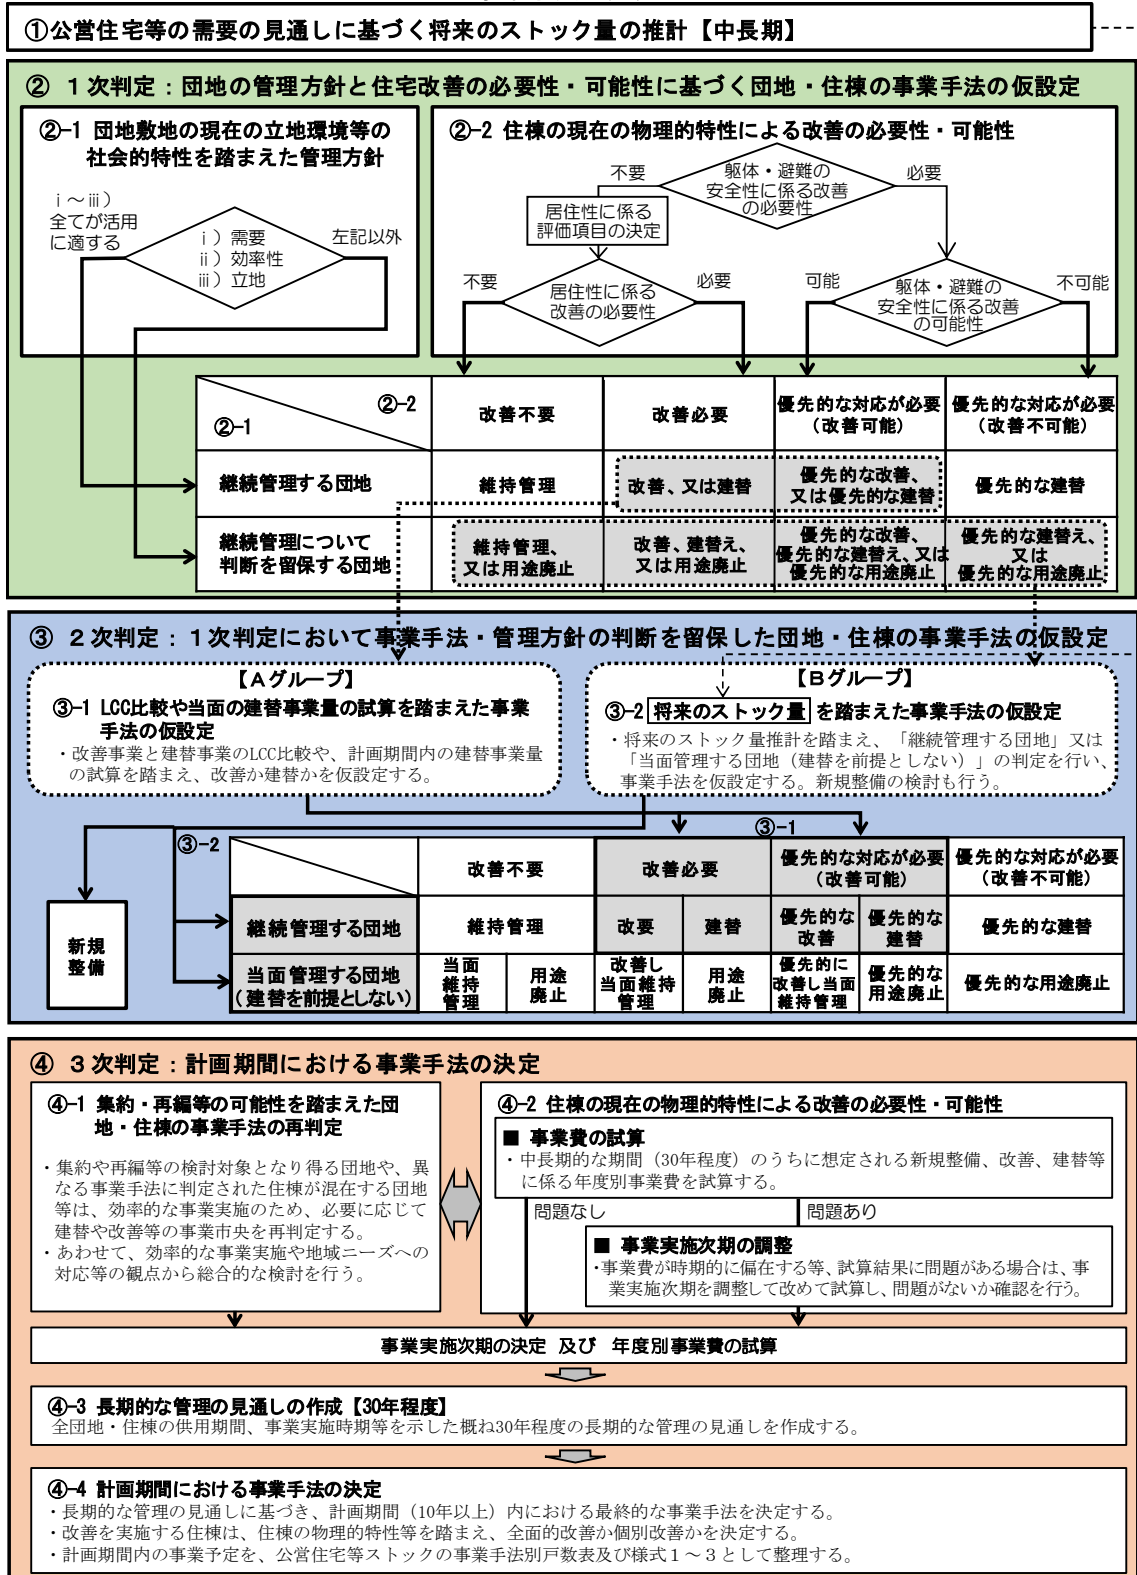 ①公営住宅等の需要の見通しに基づく将来のストック量の推計【中長期】
② １次判定：団地の管理方針と住宅改善の必要性・可能性に基づく団地・住棟の事業手法の仮設定
②-1 団地敷地の現在の立地環境等の
社会的特性を踏まえた管理方針
ⅰ～ⅲ）
全てが活用
に適する
ⅰ）需要
ⅱ）効率性
ⅲ）立地
左記以外
②-2 住棟の現在の物理的特性による改善の必要性・可能性
不要
躯体・避難の
安全性に係る改善
の必要性
必要
居住性に係る
評価項目の決定
不要
居住性に係る
改善の必要性
必要
可能
躯体・避難の
安全性に係る改善
の可能性
不可能
②-2
②-1
改善不要
改善必要
優先的な対応が必要
（改善可能）
優先的な対応が必要
（改善不可能）
継続管理する団地
維持管理
改善、又は建替
優先的な改善、
又は優先的な建替
優先的な建替
継続管理について
判断を留保する団地
維持管理、
又は用途廃止
改善、建替え、
又は用途廃止
優先的な改善、
優先的な建替え、又は
優先的な用途廃止
優先的な建替え、
又は
優先的な用途廃止
③ ２次判定：１次判定において事業手法・管理方針の判断を留保した団地・住棟の事業手法の仮設定
【Aグループ】
③-1 LCC比較や当面の建替事業量の試算を踏まえた事業
手法の仮設定
・改善事業と建替事業のLCC比較や、計画期間内の建替事業量
の試算を踏まえ、改善か建替かを仮設定する。
【Bグループ】
③-2 将来のストック量 を踏まえた事業手法の仮設定
・将来のストック量推計を踏まえ、「継続管理する団地」又は
「当面管理する団地（建替を前提としない）」の判定を行い、
事業手法を仮設定する。新規整備の検討も行う。
③-2
③-1
新規
整備
改善不要
改善必要
優先的な対応が必要
（改善可能）
優先的な対応が必要
（改善不可能）
継続管理する団地
維持管理
改要
建替
優先的な
改善
優先的な
建替
優先的な建替
当面管理する団地
（建替を前提としない）
当面
維持
管理
用途
廃止
改善し
当面維持
管理
用途
廃止
優先的に
改善し当面
維持管理
優先的な
用途廃止
優先的な用途廃止
④ ３次判定：計画期間における事業手法の決定
④-1 集約・再編等の可能性を踏まえた団
地・住棟の事業手法の再判定
・集約や再編等の検討対象となり得る団地や、異
なる事業手法に判定された住棟が混在する団地
等は、効率的な事業実施のため、必要に応じて
建替や改善等の事業市央を再判定する。
・あわせて、効率的な事業実施や地域ニーズへの
対応等の観点から総合的な検討を行う。
④-2 住棟の現在の物理的特性による改善の必要性・可能性
■ 事業費の試算
・中長期的な期間（30年程度）のうちに想定される新規整備、改善、建替等
に係る年度別事業費を試算する。
問題なし
問題あり
■ 事業実施次期の調整
・事業費が時期的に偏在する等、試算結果に問題がある場合は、事
業実施次期を調整して改めて試算し、問題がないか確認を行う。
事業実施次期の決定 及び 年度別事業費の試算
④-3 長期的な管理の見通しの作成【30年程度】
全団地・住棟の供用期間、事業実施時期等を示した概ね30年程度の長期的な管理の見通しを作成する。
④-4 計画期間における事業手法の決定
・長期的な管理の見通しに基づき、計画期間（10年以上）内における最終的な事業手法を決定する。
・改善を実施する住棟は、住棟の物理的特性等を踏まえ、全面的改善か個別改善かを決定する。
・計画期間内の事業予定を、公営住宅等ストックの事業手法別戸数表及び様式１～３として整理する。